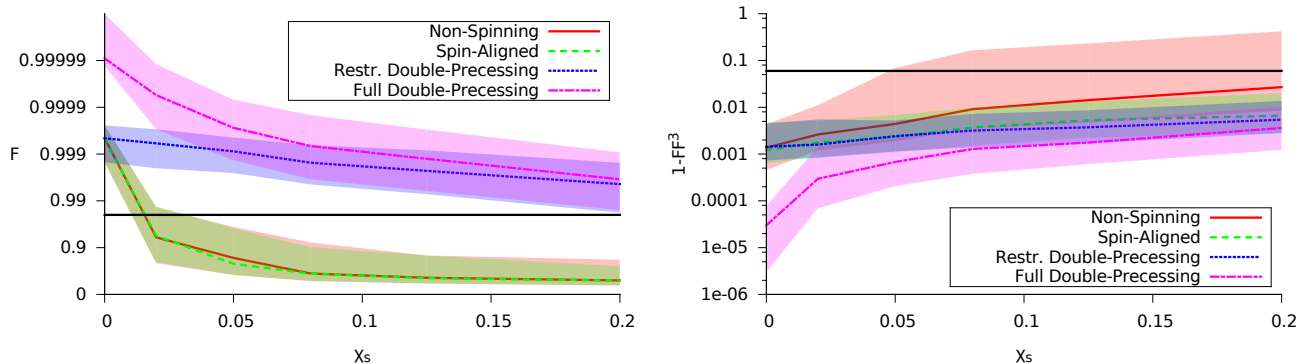 Non-Spinning
Spin-Aligned
Restr. Double-Precessing
Full Double-Precessing
0.99999
0.9999
0.999
0.99
0.9
0
F
0
0.05
0.1
0.15
0.2
χs
1
0.1
0.01
0.001
0.0001
1e-05
1e-06
1-FF³
Non-Spinning
Spin-Aligned
Restr. Double-Precessing
Full Double-Precessing
0
0.05
0.1
0.15
0.2
χs